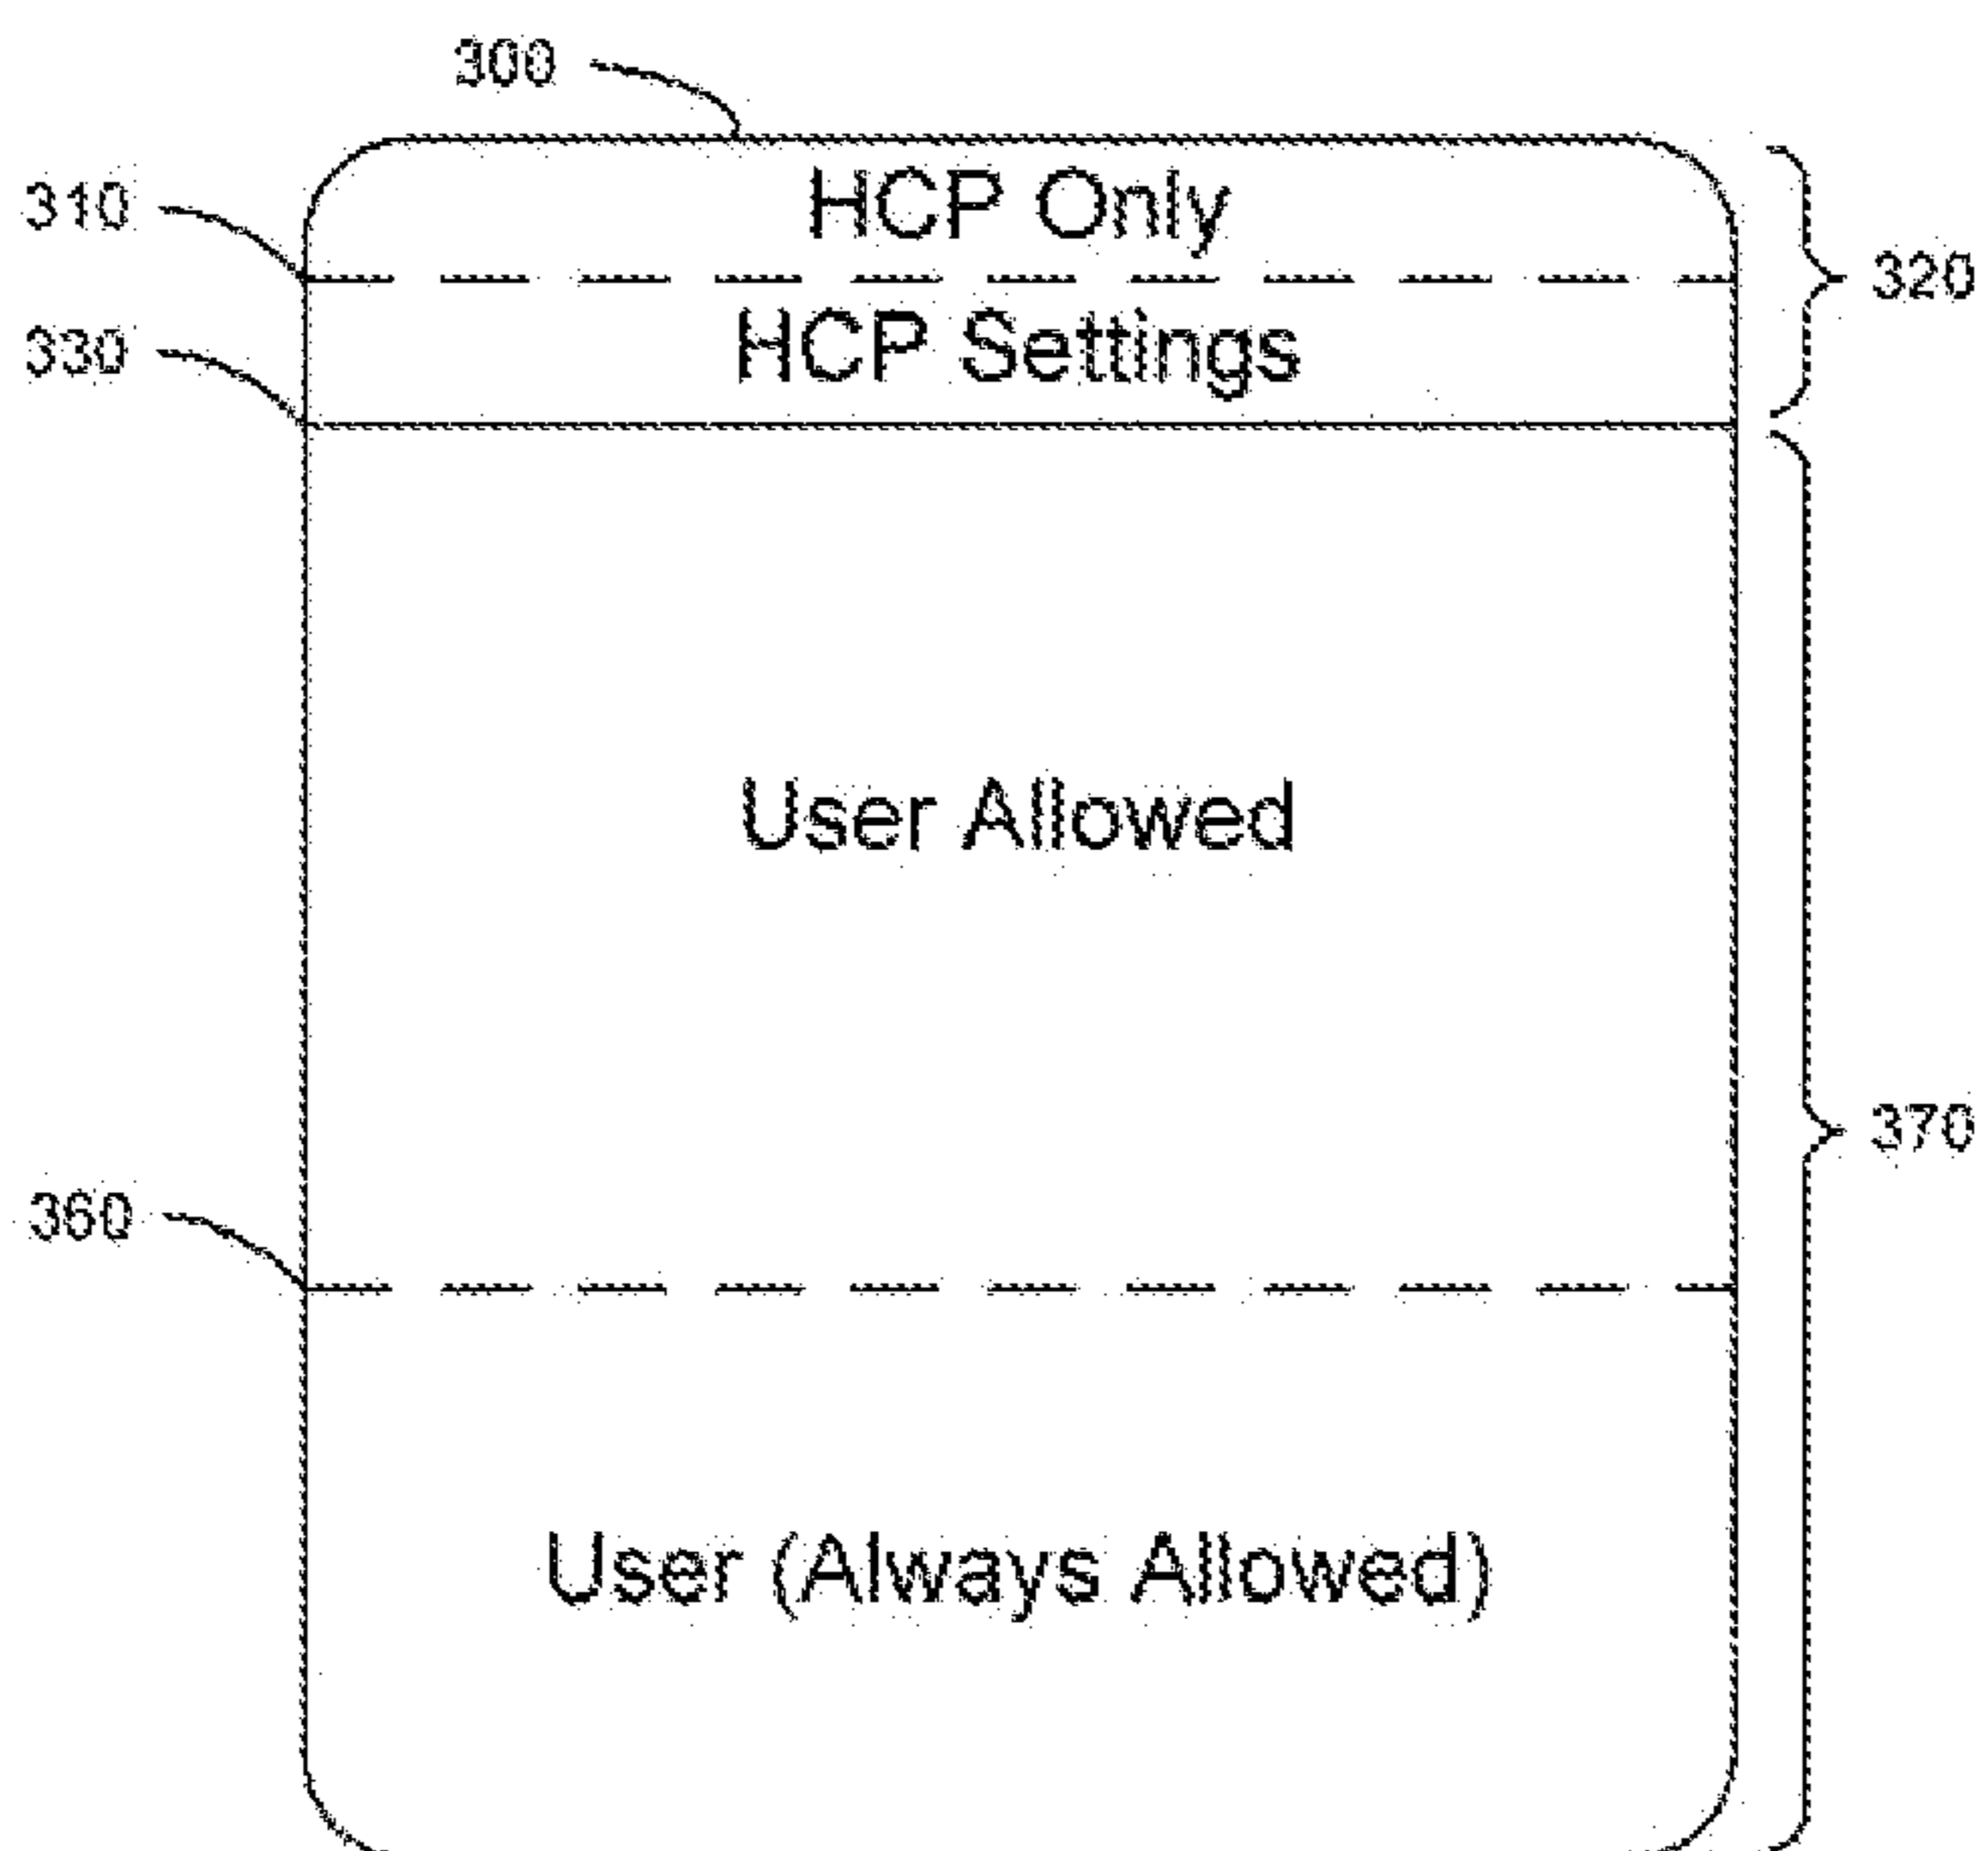 300
HCP Only
310
320
HCP Settings
330
User Allowed
370
360
User (Always Allowed)